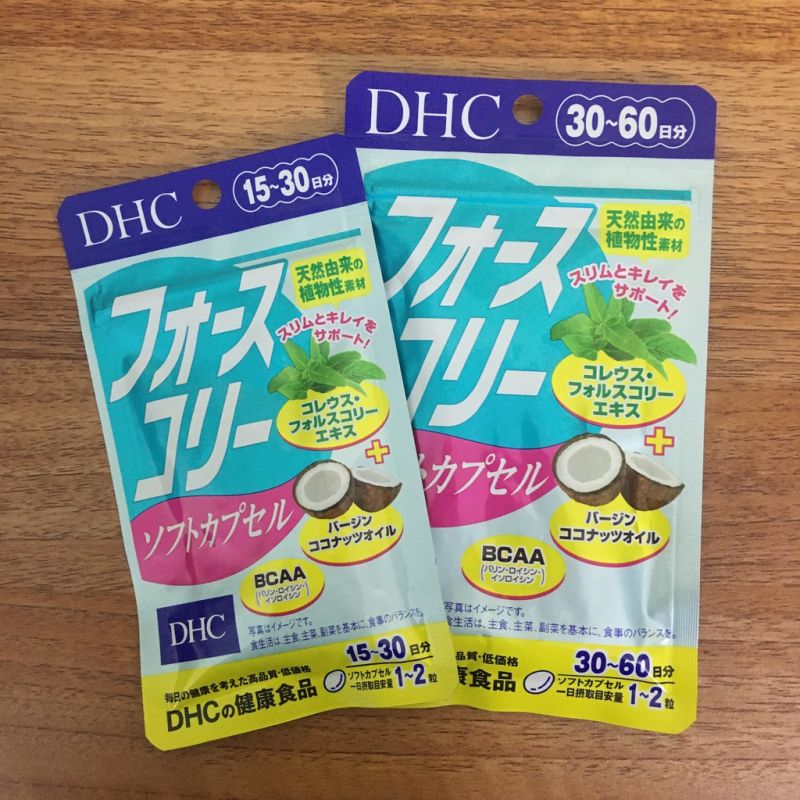 DHC
15~30日分
フォース
コリー
ソフトカプセル
天然由来の
植物性素材
スリムとキレイを
サポート!
コレウス・
フォルスコリー
エキス
+
バージン
ココナッツオイル
BCAA
(バリン・ロイシン・
イソロイシン)
DHC
写真はイメージです。
食生活は、主食、主菜、副菜を基本に、食事のバランスを。
毎日の健康を考えた高品質・低価格
DHCの健康食品
15~30日分
ソフトカプセル
一日摂取目安量 1~2粒
DHC
30~60日分
フォース
コリー
カプセル
天然由来の
植物性素材
スリムとキレイを
サポート!
コレウス・
フォルスコリー
エキス
+
バージン
ココナッツオイル
BCAA
(バリン・ロイシン・
イソロイシン)
写真はイメージです。
食生活は、主食、主菜、副菜を基本に、食事のバランスを。
品質・低価格
康食品
30~60日分
ソフトカプセル
一日摂取目安量 1~2粒